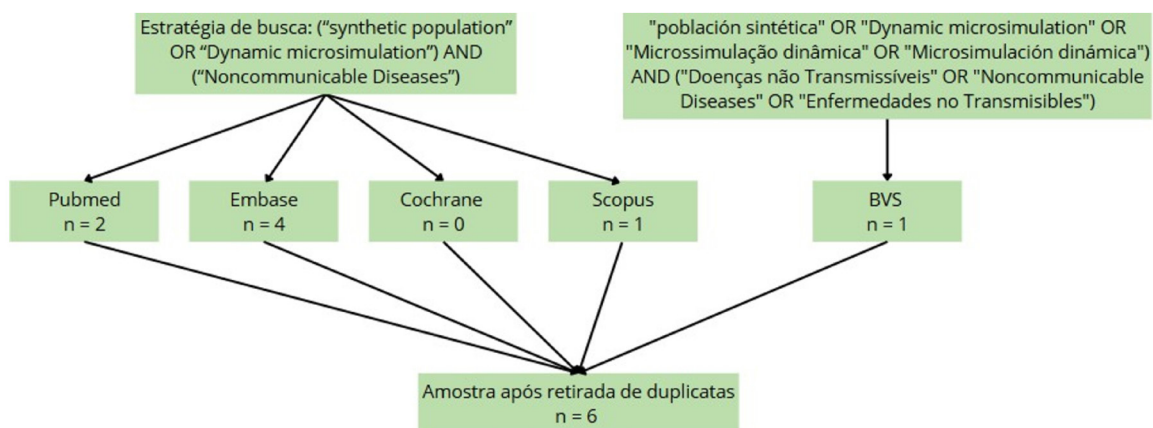 Estratégia de busca: (“synthetic population”
OR “Dynamic microsimulation”) AND
(“Noncommunicable Diseases”)
"población sintética" OR "Dynamic microsimulation" OR
"Microssimulação dinâmica" OR "Microsimulación dinámica")
AND ("Doenças não Transmissíveis" OR "Noncommunicable
Diseases" OR "Enfermedades no Transmisibles")
Pubmed
n = 2
Embase
n = 4
Cochrane
n = 0
Scopus
n = 1
BVS
n = 1
Amostra após retirada de duplicatas
n = 6